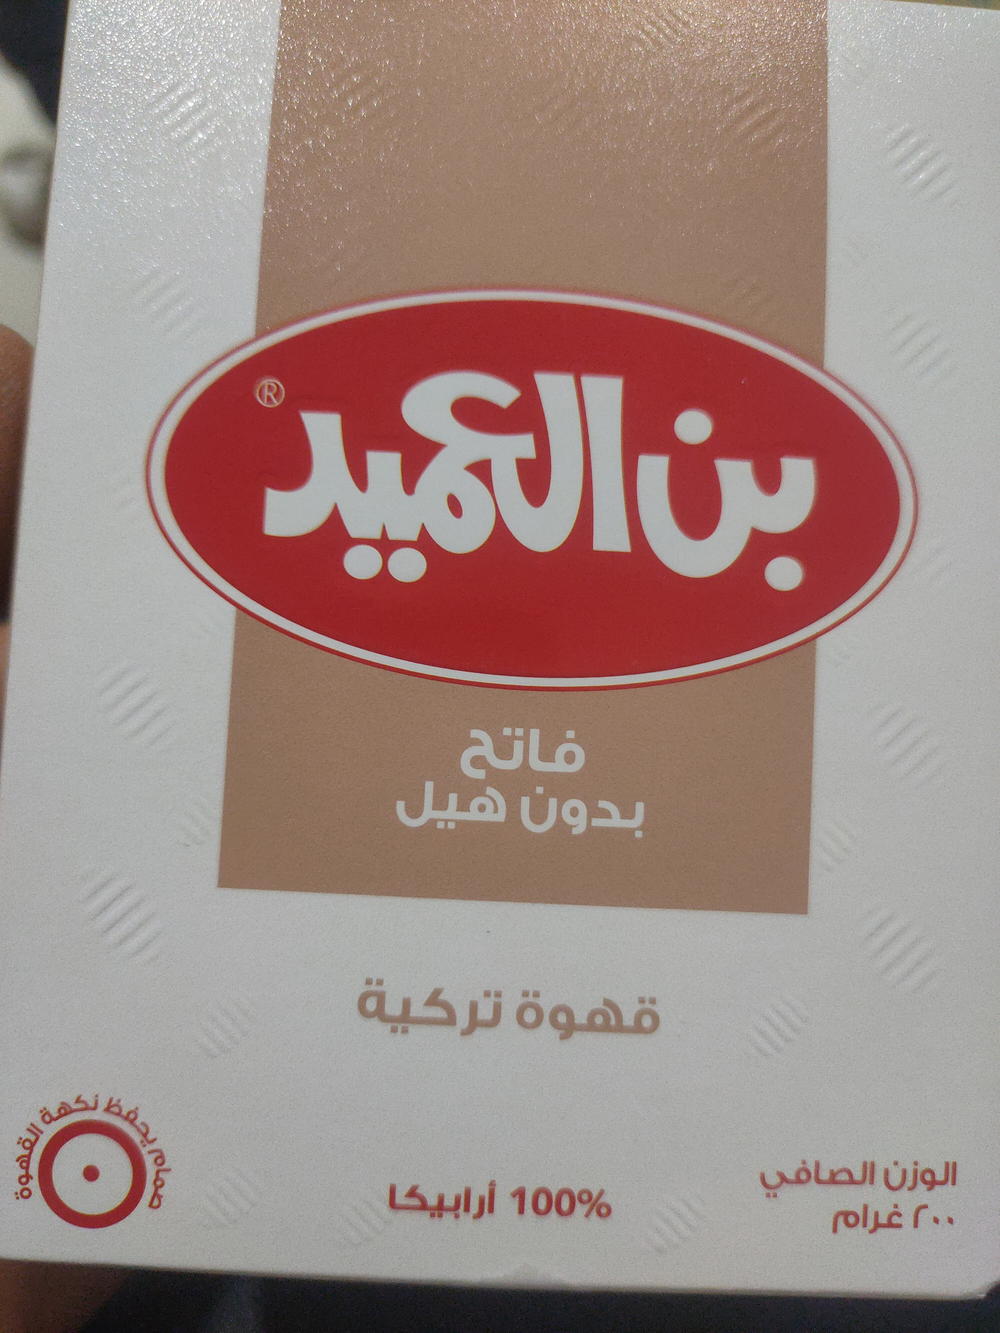 بن العميد ®
فاتح
بدون هيل
قهوة تركية
صمام يحفظ نكهة القهوة
100% أرابيكا
الوزن الصافي
٢٠٠ غرام